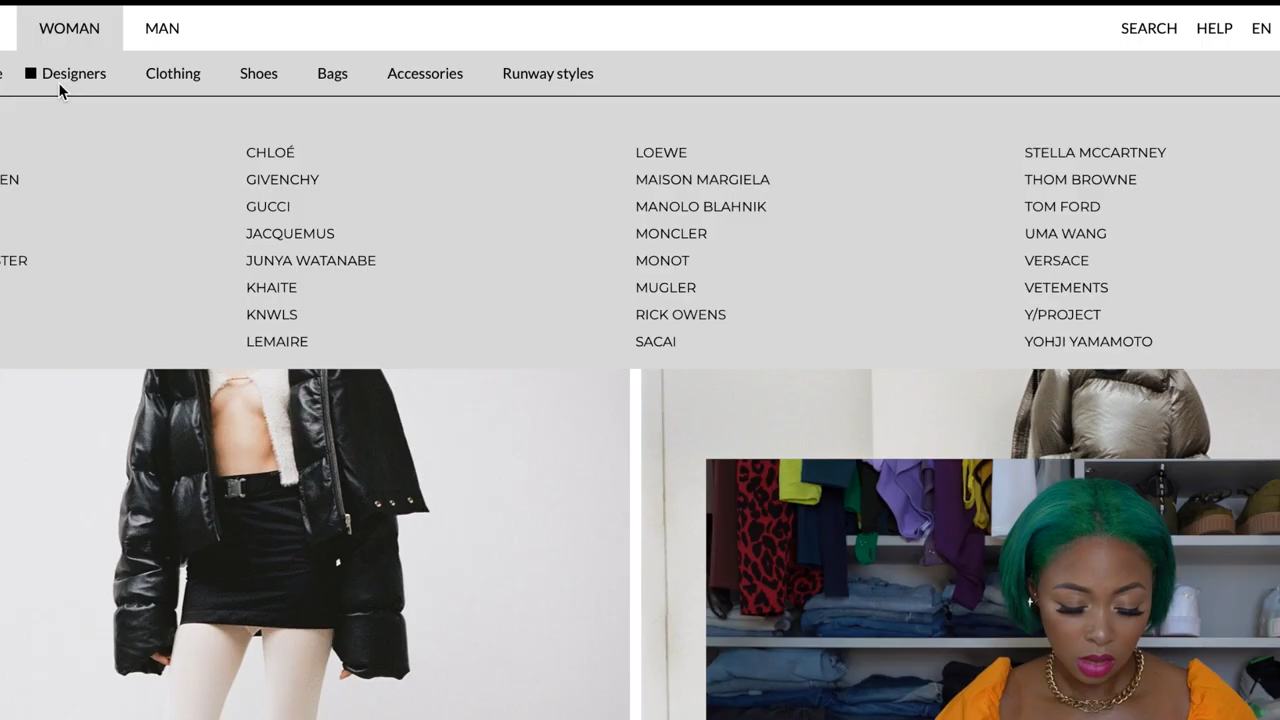 WOMAN MAN SEARCH HELP EN
Designers Clothing Shoes Bags Accessories Runway styles
CHLOÉ LOEWE STELLA MCCARTNEY
GIVENCHY MAISON MARGIELA THOM BROWNE
GUCCI MANOLO BLAHNIK TOM FORD
JACQUEMUS MONCLER UMA WANG
JUNYA WATANABE MONOT VERSACE
KHAITE MUGLER VETEMENTS
KNWLS RICK OWENS Y/PROJECT
LEMAIRE SACAI YOHJI YAMAMOTO